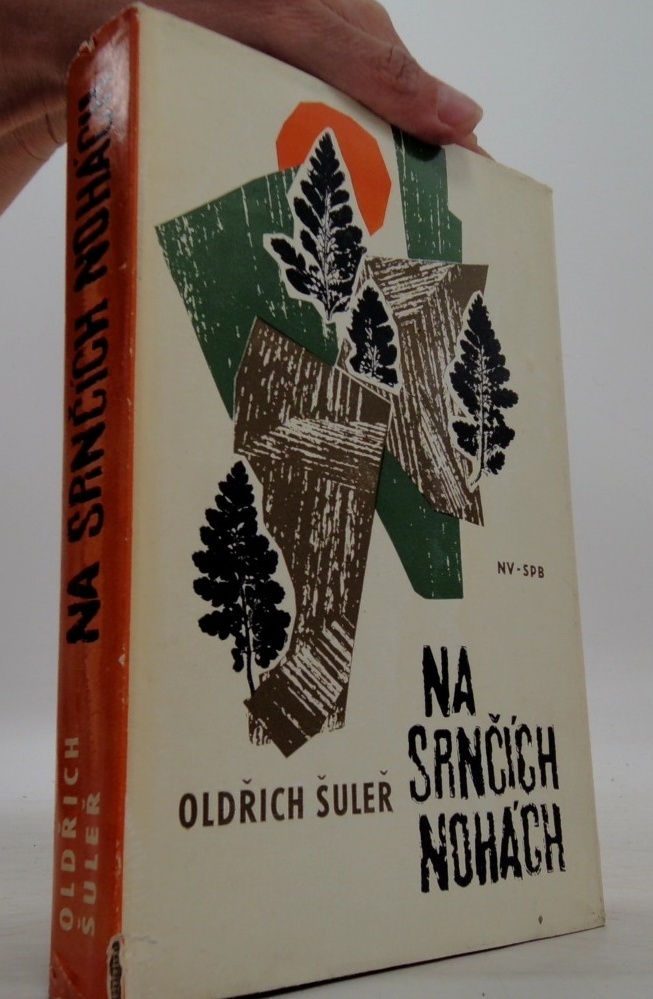 NA SRNČÍCH NOHÁCH
OLDŘICH
ŠULEŘ
NV-SPB
NA
SRNČÍCH
NOHÁCH
OLDŘICH ŠULEŘ